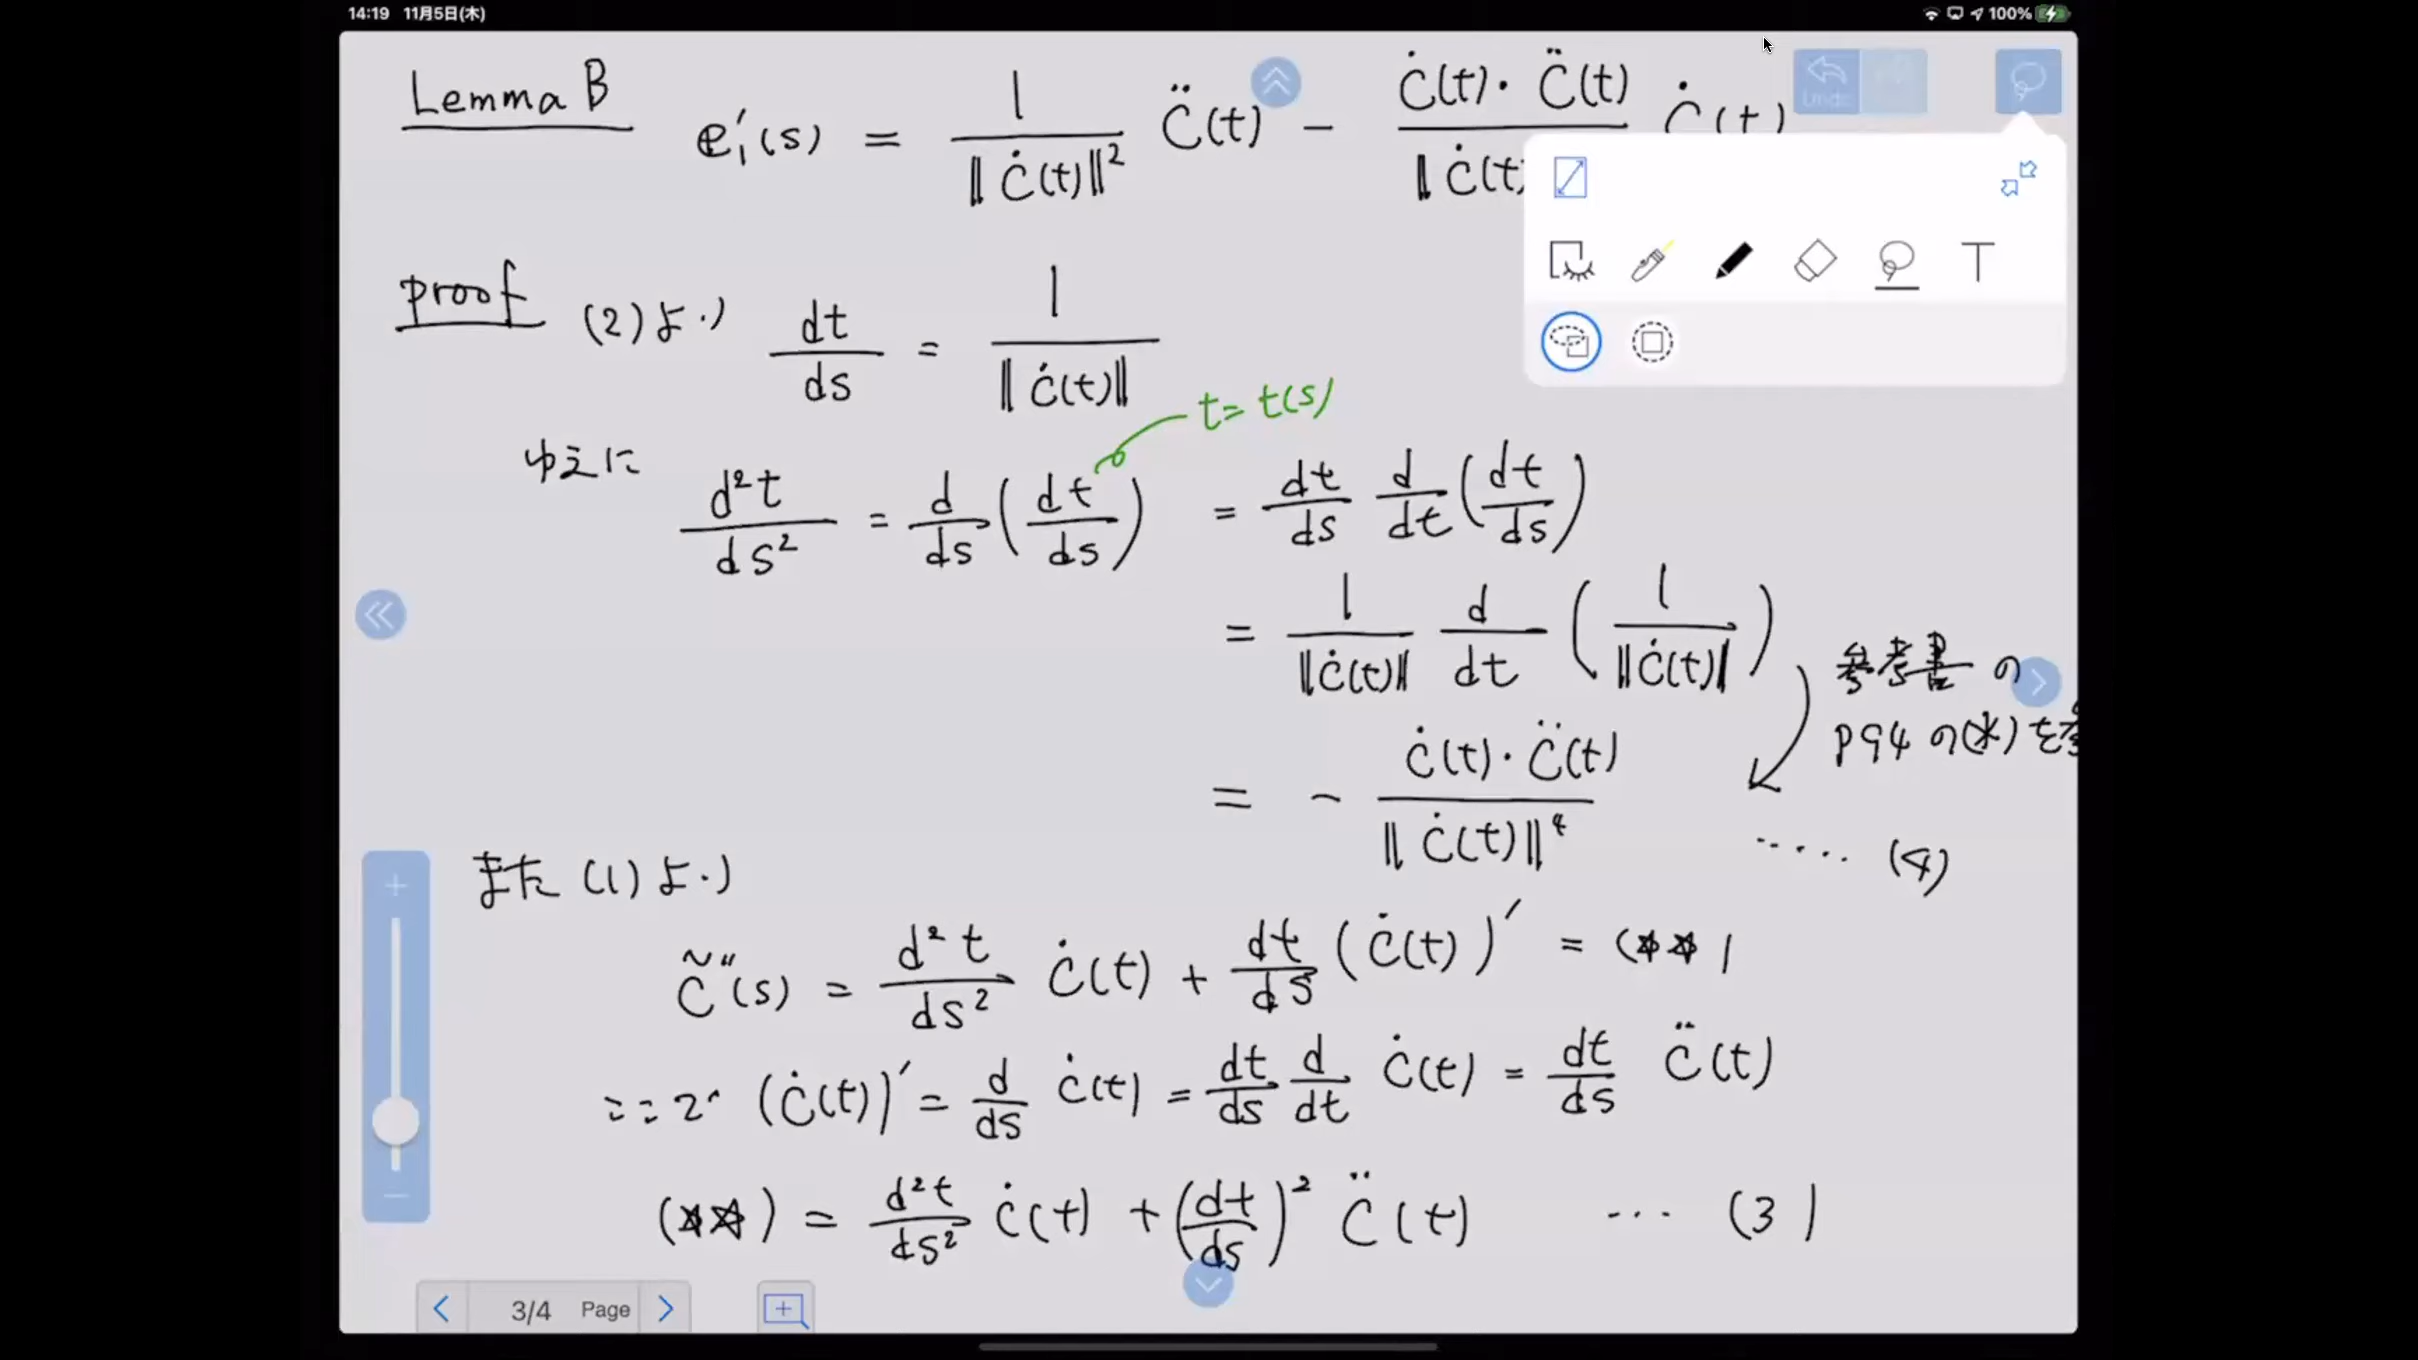 14:19 11月5日(木) 100%
Lemma B e₁'(s) = 1/‖ċ(t)‖² c̈(t) − ċ(t)·c̈(t)/‖ċ(t) ċ(t)
Undo
proof (2)より dt/ds = 1/‖ċ(t)‖
t = t(s)
ゆえに d²t/ds² = d/ds (dt/ds) = dt/ds d/dt (dt/ds)
= 1/‖ċ(t)‖ d/dt (1/‖ċ(t)‖)
参考書の
p94の(*)を
= − ċ(t)·c̈(t)/‖ċ(t)‖⁴ ..... (4)
また (1)より
c̃''(s) = d²t/ds² ċ(t) + dt/ds (ċ(t))' = (☆☆)
ここで (ċ(t))' = d/ds ċ(t) = dt/ds d/dt ċ(t) = dt/ds c̈(t)
(☆☆) = d²t/ds² ċ(t) + (dt/ds)² c̈(t) ... (3)
3/4 Page